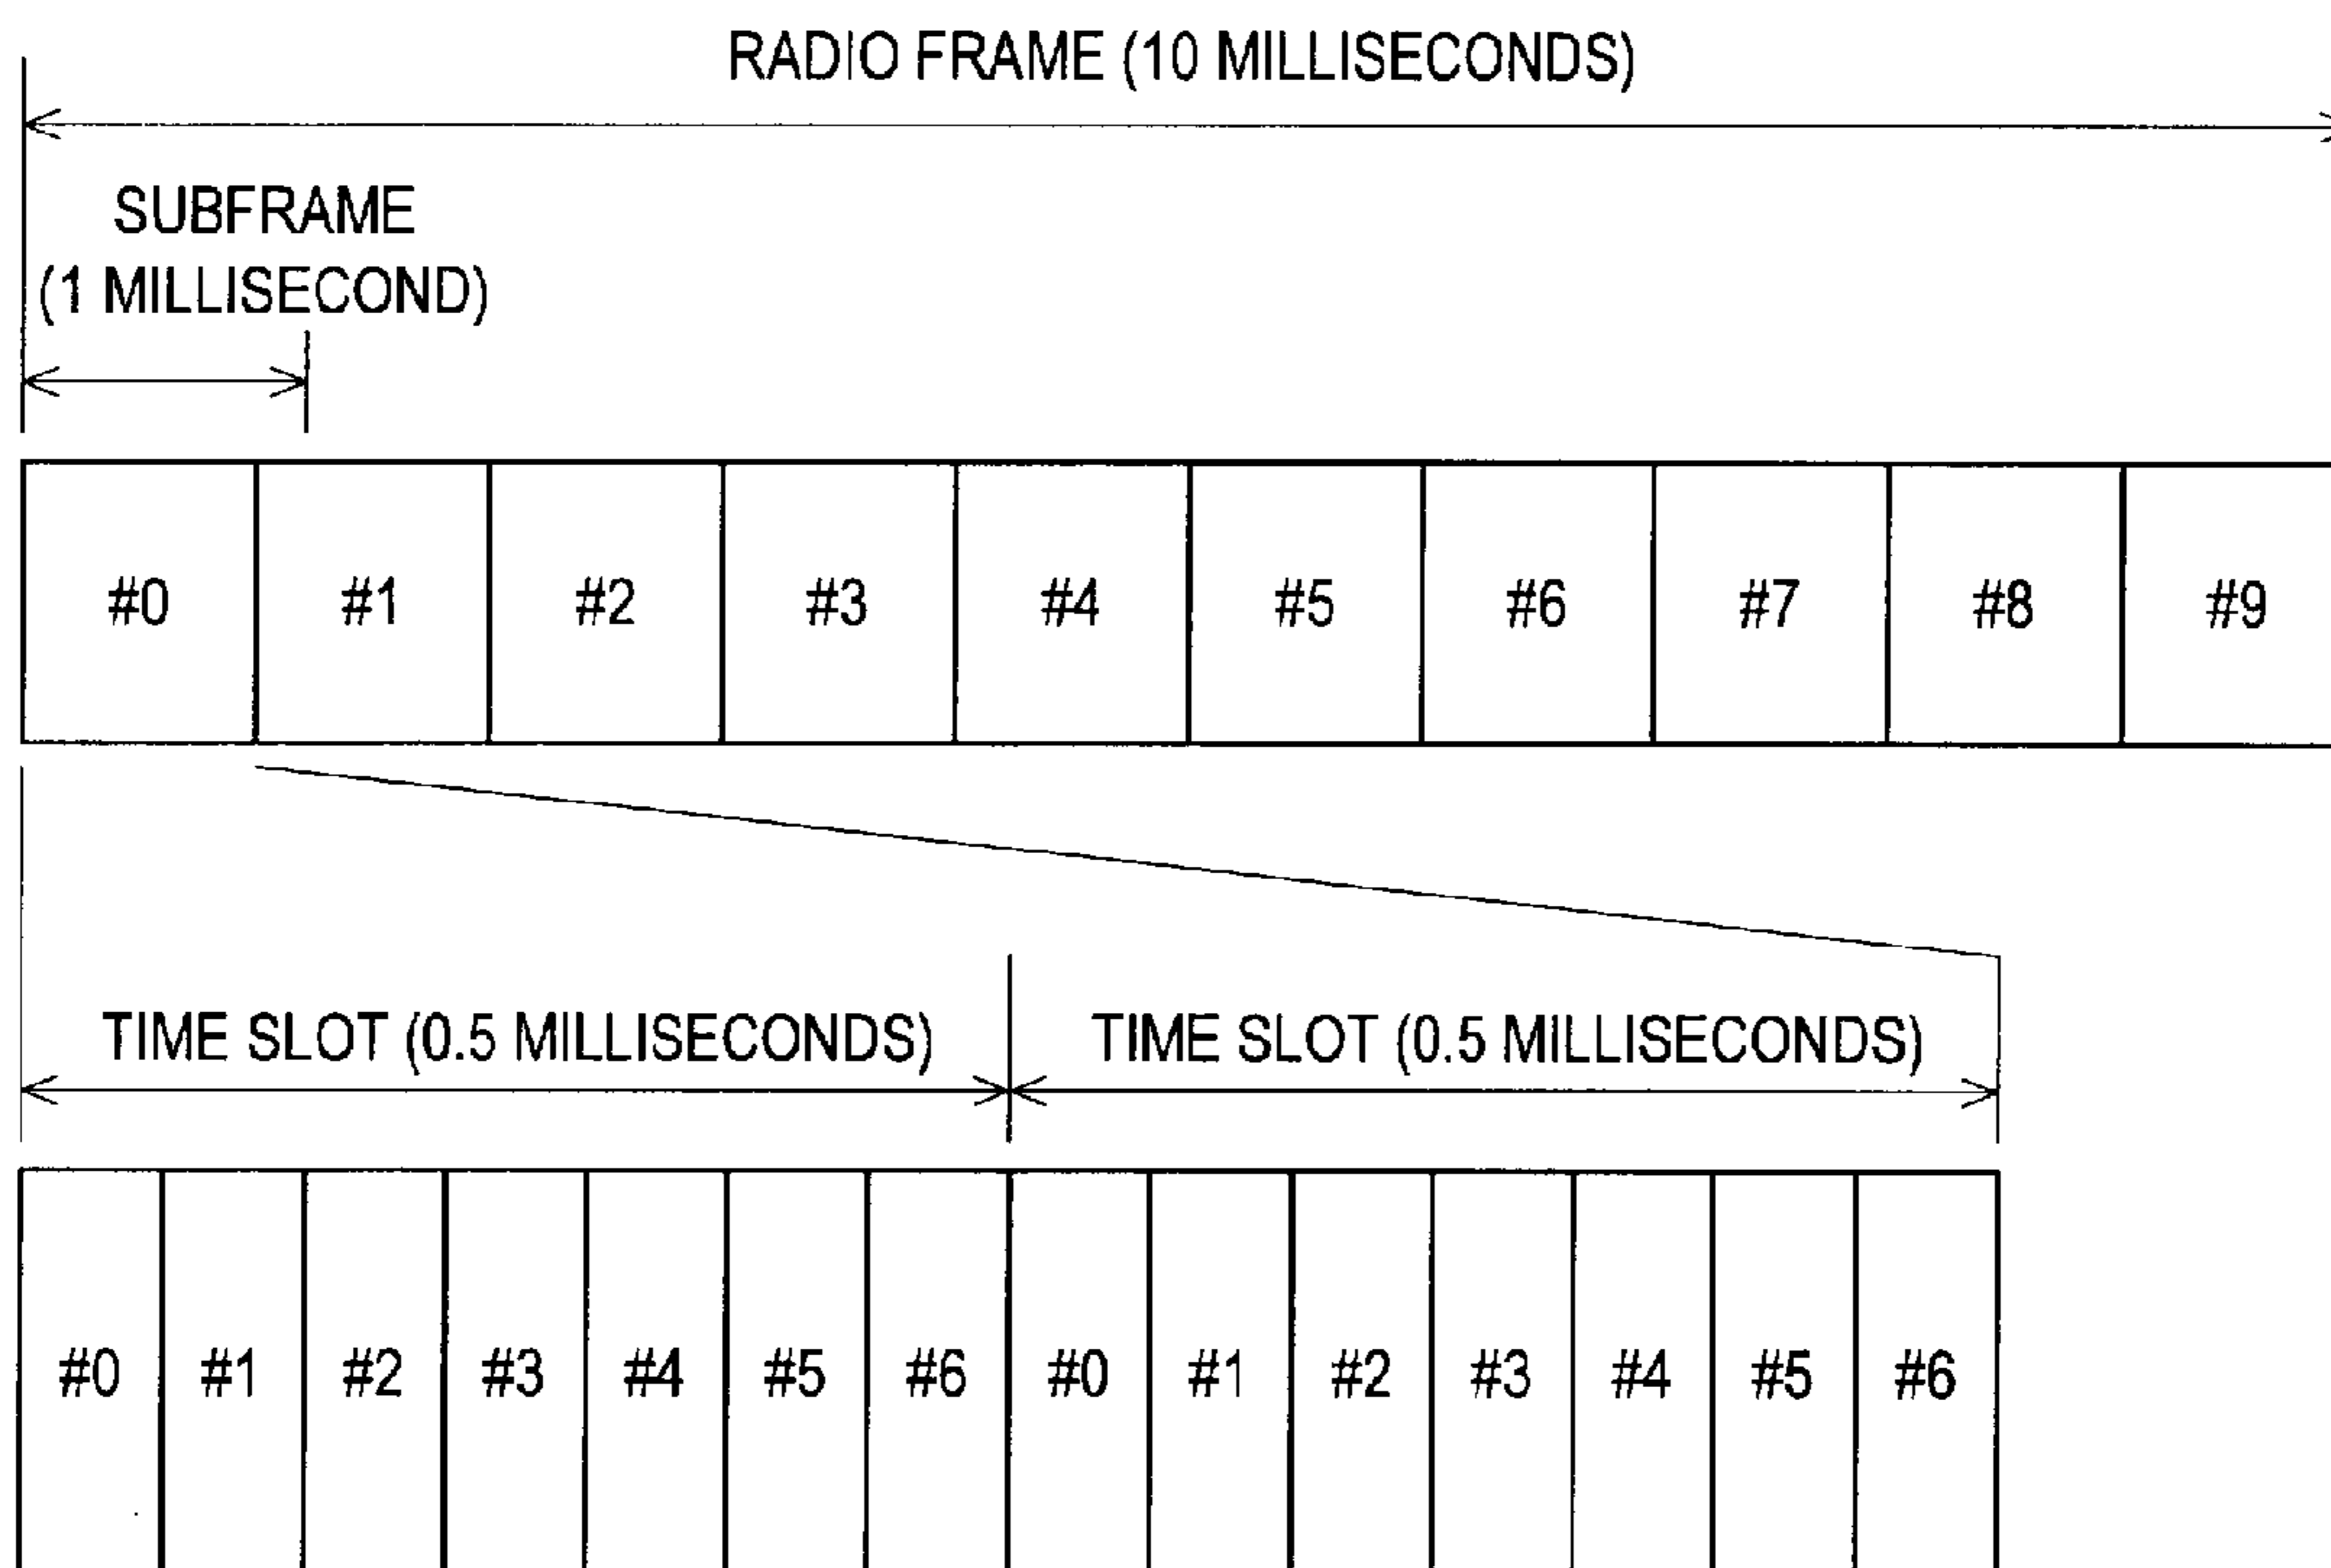 RADIO FRAME (10 MILLISECONDS)
SUBFRAME
(1 MILLISECOND)
#0 #1 #2 #3 #4 #5 #6 #7 #8 #9
TIME SLOT (0.5 MILLISECONDS) TIME SLOT (0.5 MILLISECONDS)
#0 #1 #2 #3 #4 #5 #6 #0 #1 #2 #3 #4 #5 #6